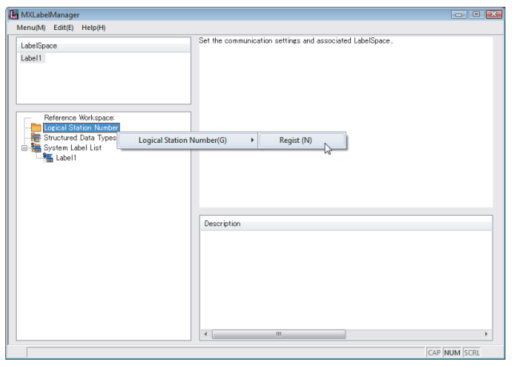 MXLabelManager
Menu(M) Edit(E) Help(H)
LabelSpace
Label1
Set the communication settings and associated LabelSpace.
Reference Workspace
Logical Station Number
Structured Data Types
System Label List
Label1
Logical Station Number(G)
Regist (N)
Description
CAP NUM SCRL